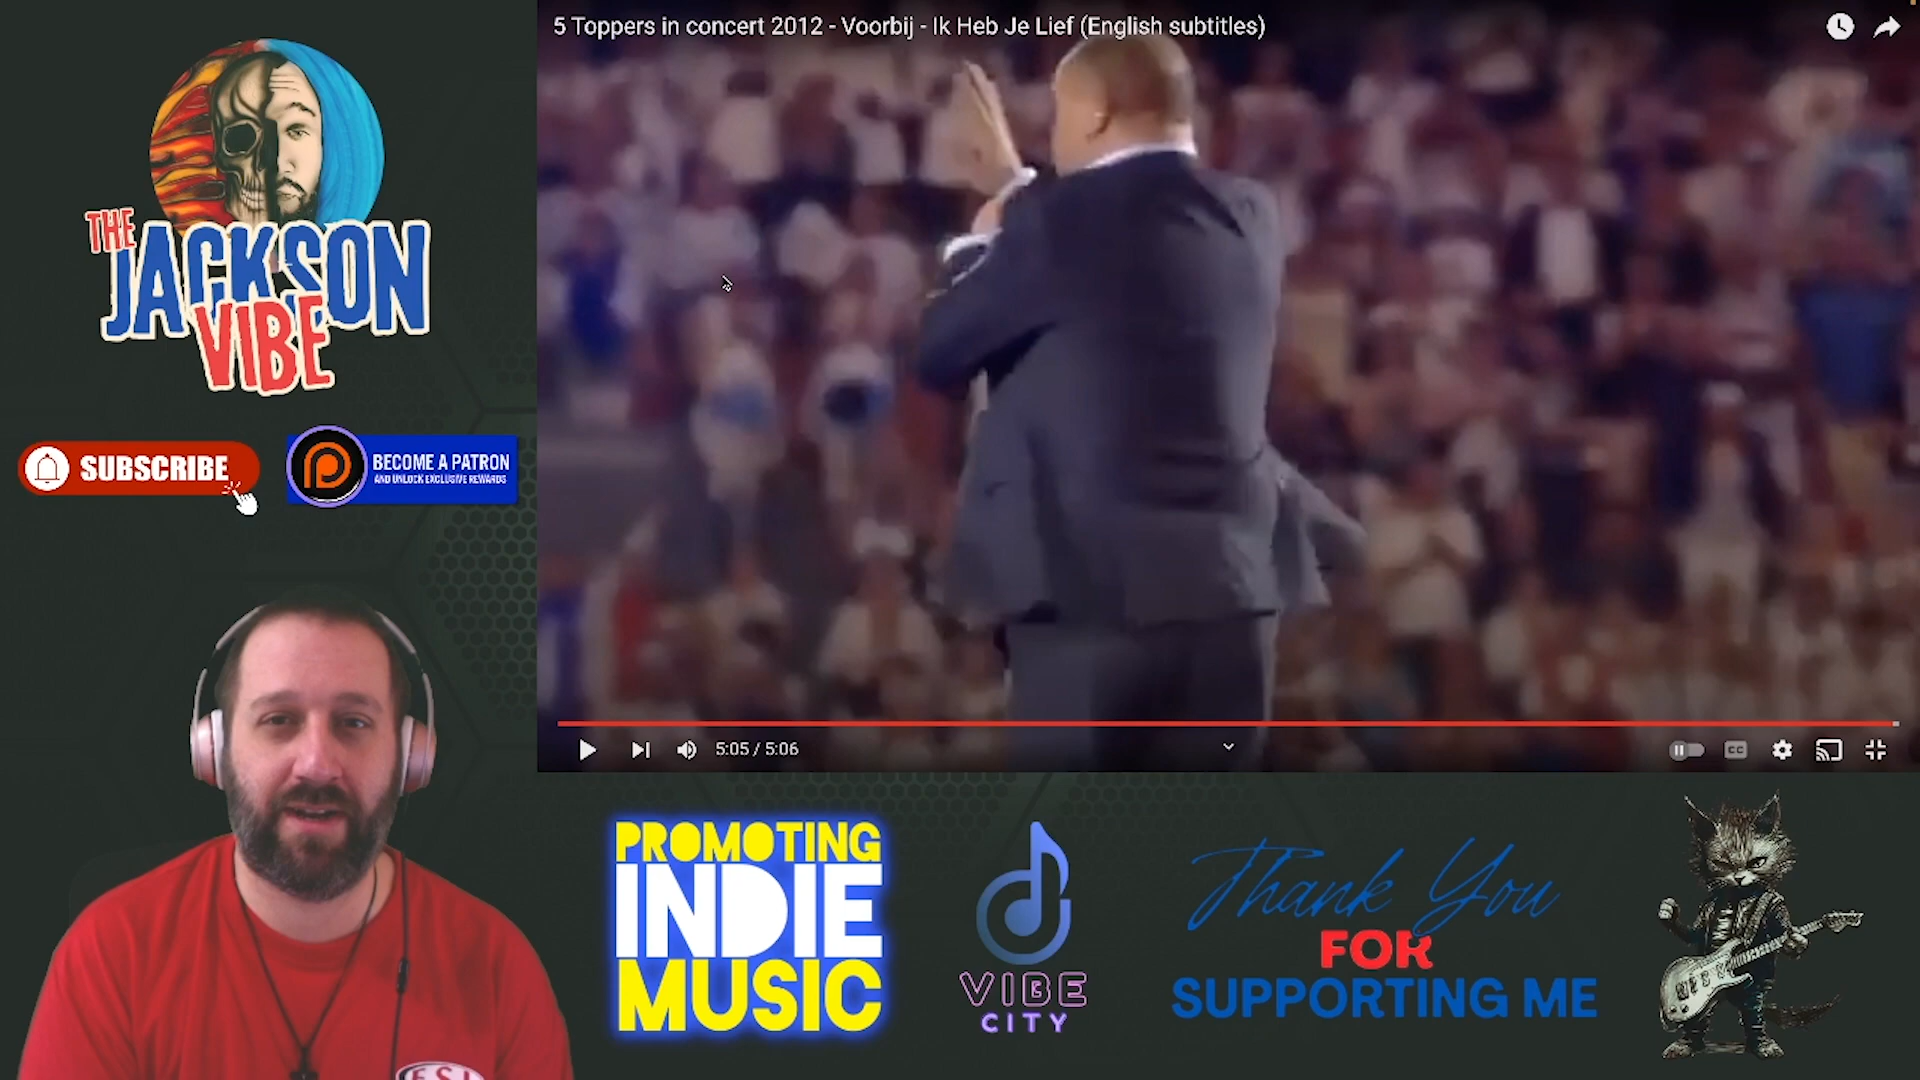 5 Toppers in concert 2012 - Voorbij - Ik Heb Je Lief (English subtitles)
THE
JACKSON
VIBE
SUBSCRIBE
BECOME A PATRON
AND UNLOCK EXCLUSIVE REWARDS
5:05 / 5:06
CC
PROMOTING
INDIE
MUSIC
VIBE
CITY
Thank You
FOR
SUPPORTING ME